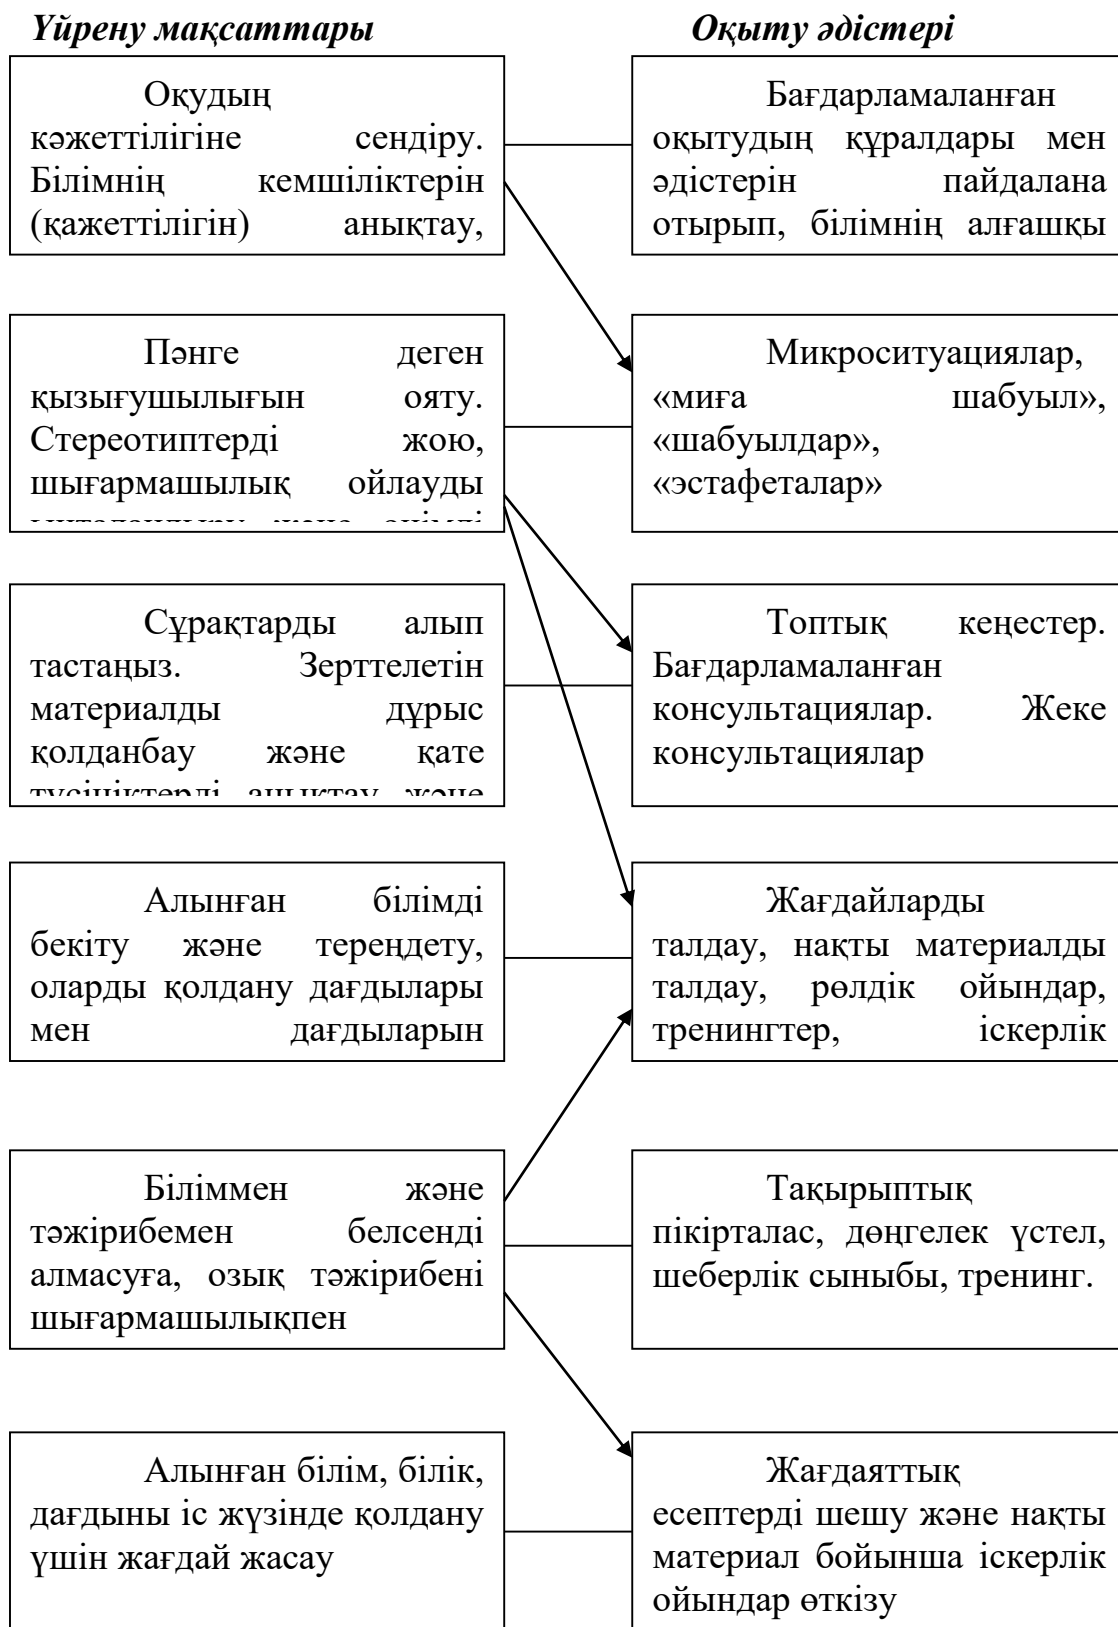 Үйрену мақсаттары
Оқыту әдістері
Оқудың
кәжеттілігіне сендіру.
Білімнің кемшіліктерін
(қажеттілігін) анықтау,
Бағдарламаланған
оқытудың құралдары мен
әдістерін пайдалана
отырып, білімнің алғашқы
Пәнге деген
қызығушылығын ояту.
Стереотиптерді жою,
шығармашылық ойлауды
Микроситуациялар,
«миға шабуыл»,
«шабуылдар»,
«эстафеталар»
Сұрақтарды алып
тастаңыз. Зерттелетін
материалды дұрыс
қолданбау және қате
түсініктерді анықтау және
Топтық кеңестер.
Бағдарламаланған
консультациялар. Жеке
консультациялар
Алынған білімді
бекіту және тереңдету,
оларды қолдану дағдылары
мен дағдыларын
Жағдайларды
талдау, нақты материалды
талдау, рөлдік ойындар,
тренингтер, іскерлік
Біліммен және
тәжірибемен белсенді
алмасуға, озық тәжірибені
шығармашылықпен
Тақырыптық
пікірталас, дөңгелек үстел,
шеберлік сыныбы, тренинг.
Алынған білім, білік,
дағдыны іс жүзінде қолдану
үшін жағдай жасау
Жағдаяттық
есептерді шешу және нақты
материал бойынша іскерлік
ойындар өткізу